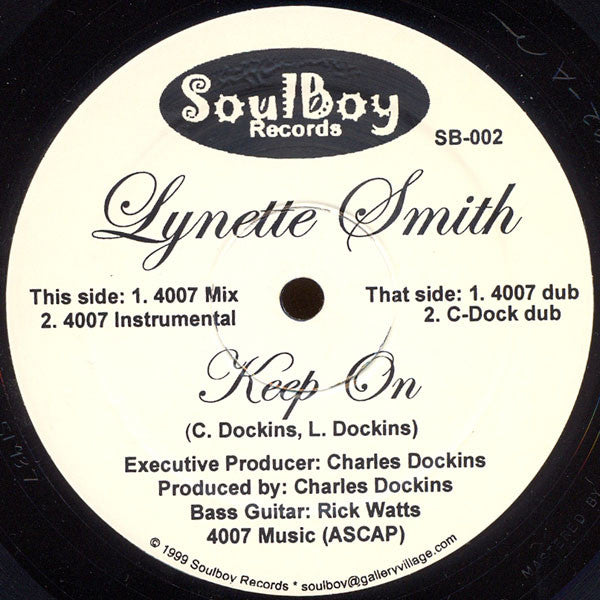 SoulBoy
Records
SB-002
Lynette Smith
This side: 1. 4007 Mix
2. 4007 Instrumental
That side: 1. 4007 dub
2. C-Dock dub
Keep On
(C. Dockins, L. Dockins)
Executive Producer: Charles Dockins
Produced by: Charles Dockins
Bass Guitar: Rick Watts
4007 Music (ASCAP)
© 1999 Soulboy Records * soulboy@galleryvillage.com
MASTERED BY